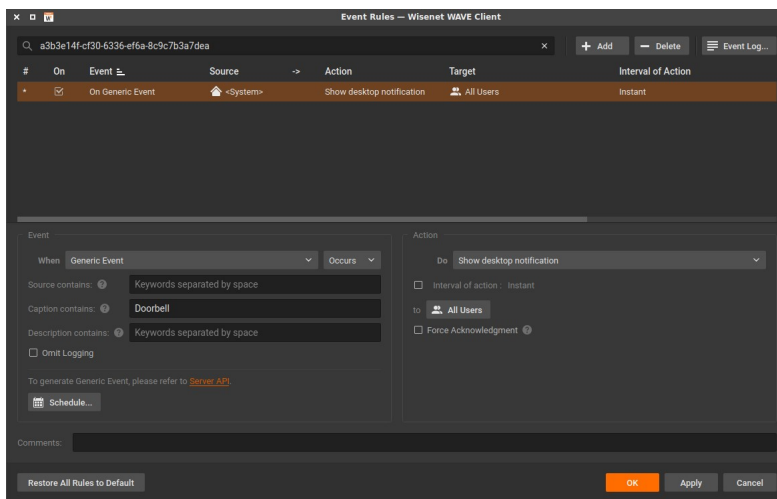 Event Rules — Wisenet WAVE Client
a3b3e14f-cf30-6336-ef6a-8c9c7b3a7dea × + Add − Delete Event Log...
# On Event Source -> Action Target Interval of Action
* On Generic Event <System> Show desktop notification All Users Instant
Event
When Generic Event Occurs
Source contains: ? Keywords separated by space
Caption contains: ? Doorbell
Description contains: ? Keywords separated by space
Omit Logging
To generate Generic Event, please refer to Server API.
Schedule...
Action
Do Show desktop notification
Interval of action : Instant
to All Users
Force Acknowledgment ?
Comments:
Restore All Rules to Default OK Apply Cancel